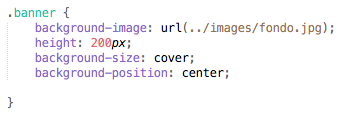 .banner {
    background-image: url(../images/fondo.jpg);
    height: 200px;
    background-size: cover;
    background-position: center;
}